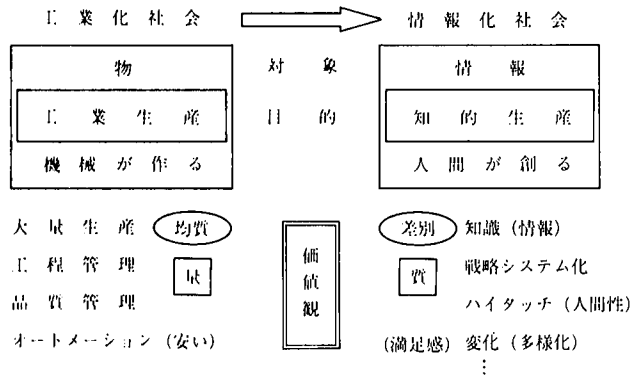 工業化社会 情報化社会
物 対象 情報
工業生産 目的 知的生産
機械が作る 人間が創る
大量生産 均質 差別 知識（情報）
工程管理 量 価値観 質 戦略システム化
品質管理 ハイタッチ（人間性）
オートメーション（安い） （満足感） 変化（多様化）
⋮